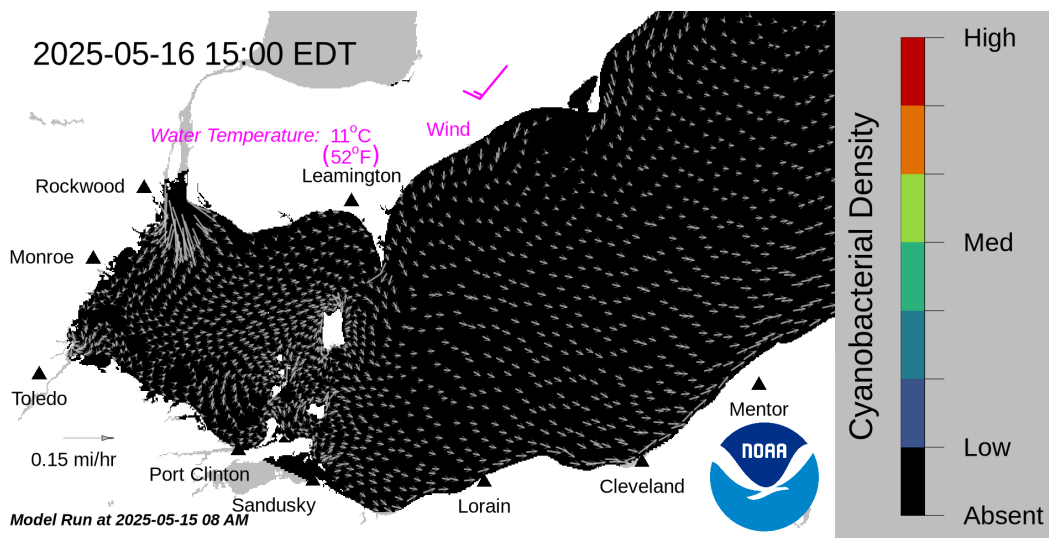 2025-05-16 15:00 EDT
Water Temperature: 11°C
(52°F)
Wind
Leamington
Rockwood
Monroe
Toledo
0.15 mi/hr
Port Clinton
Sandusky
Lorain
Cleveland
Mentor
NOAA
Model Run at 2025-05-15 08 AM
Cyanobacterial Density
High
Med
Low
Absent